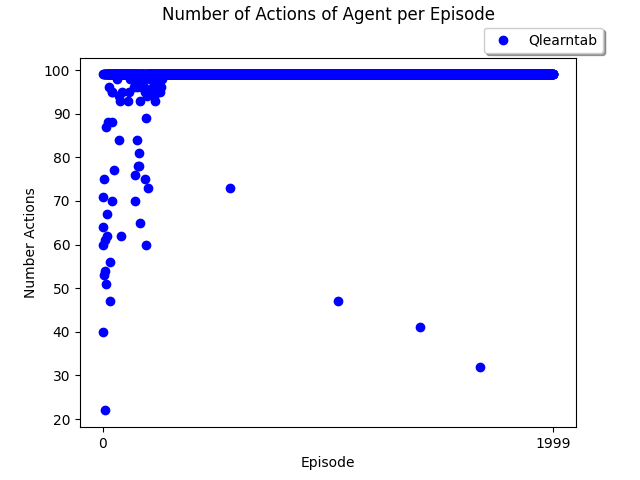 Number of Actions of Agent per Episode
Qlearntab
100
90
80
70
60
50
40
30
20
Number Actions
0 1999
Episode